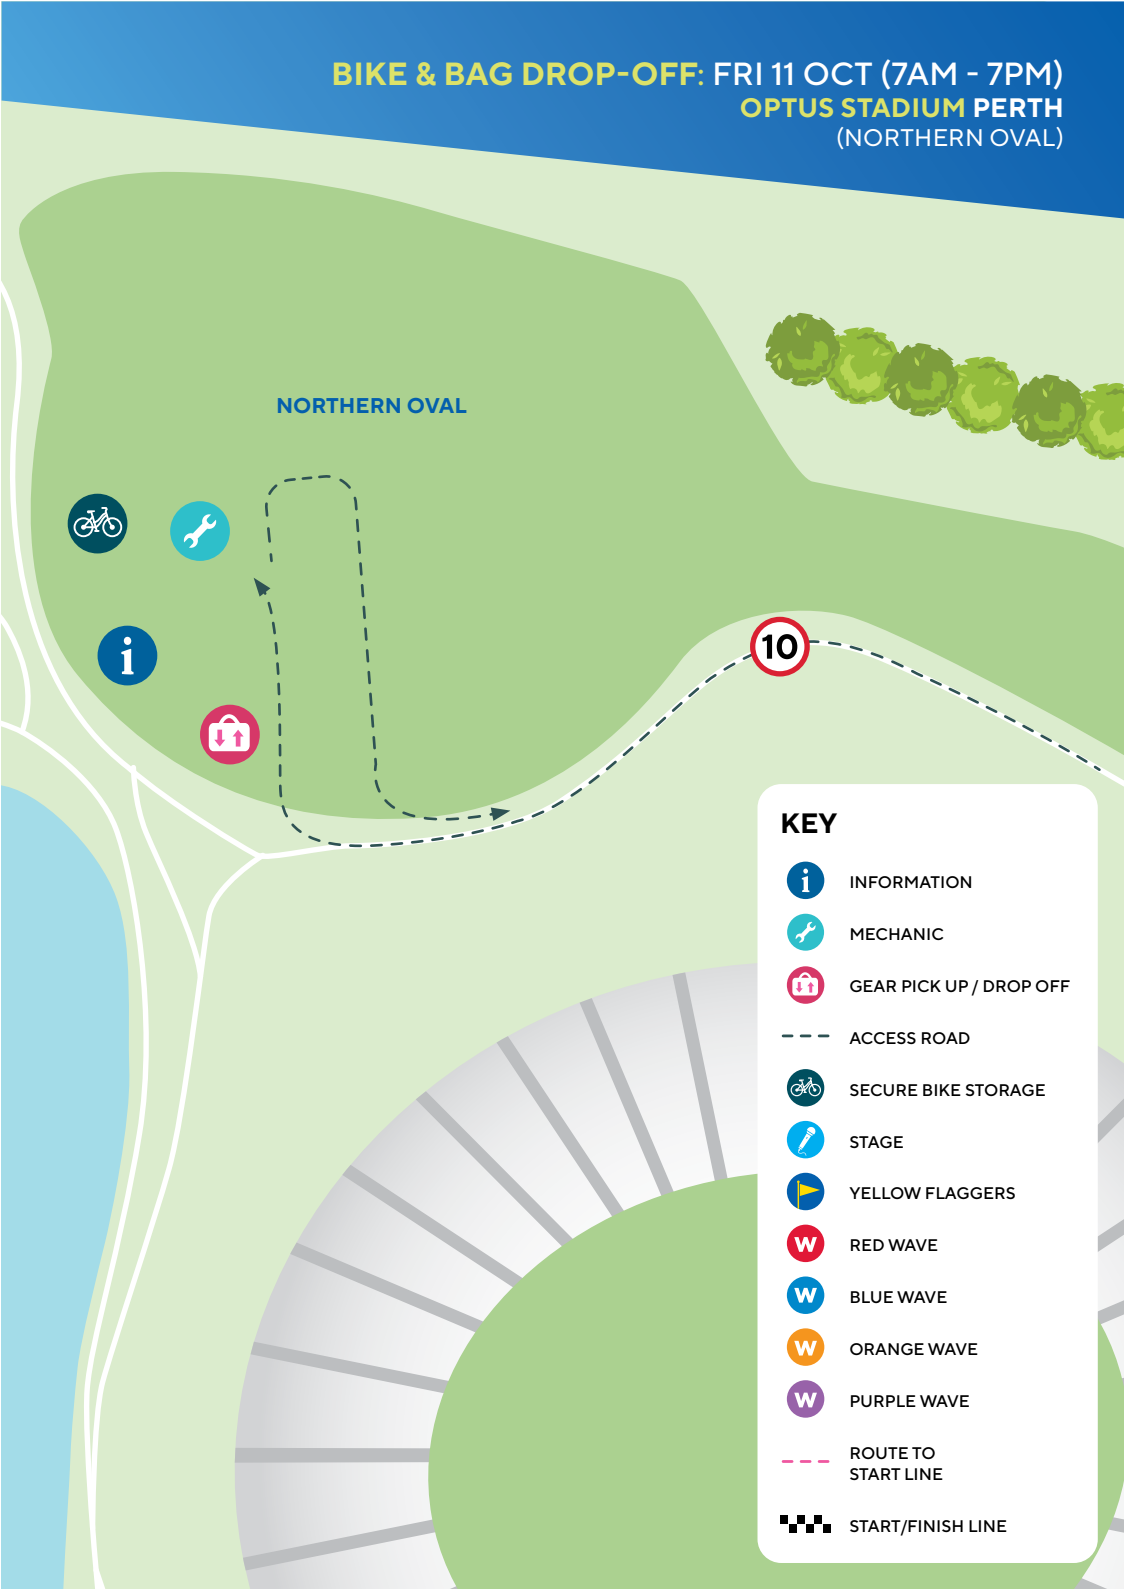 BIKE & BAG DROP-OFF: FRI 11 OCT (7AM - 7PM)
OPTUS STADIUM PERTH
(NORTHERN OVAL)
NORTHERN OVAL
i
10
KEY
i INFORMATION
MECHANIC
GEAR PICK UP / DROP OFF
ACCESS ROAD
SECURE BIKE STORAGE
STAGE
YELLOW FLAGGERS
W RED WAVE
W BLUE WAVE
W ORANGE WAVE
W PURPLE WAVE
ROUTE TO
START LINE
START/FINISH LINE